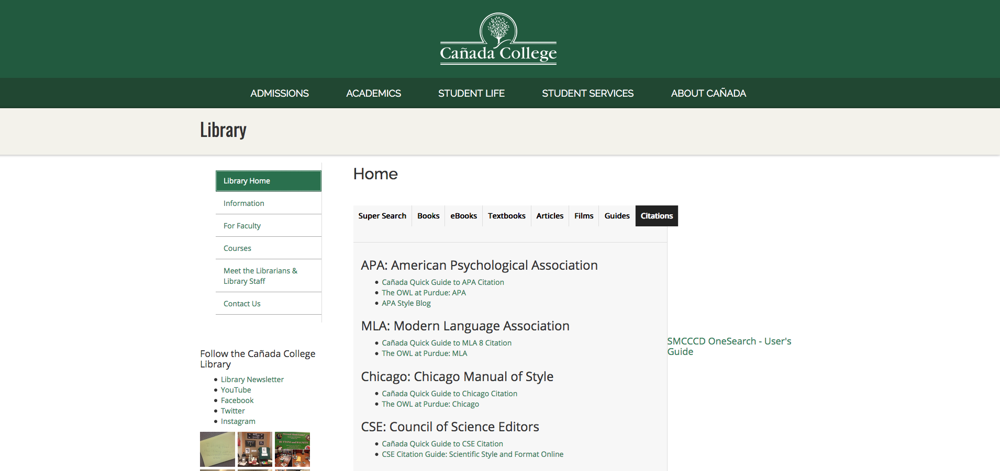 Cañada College
ADMISSIONS
ACADEMICS
STUDENT LIFE
STUDENT SERVICES
ABOUT CAÑADA
Library
Library Home
Information
For Faculty
Courses
Meet the Librarians &
Library Staff
Contact Us
Follow the Cañada College
Library
Library Newsletter
YouTube
Facebook
Twitter
Instagram
BUTTONS and MAGNETS
Home
Super Search
Books
eBooks
Textbooks
Articles
Films
Guides
Citations
APA: American Psychological Association
Cañada Quick Guide to APA Citation
The OWL at Purdue: APA
APA Style Blog
MLA: Modern Language Association
Cañada Quick Guide to MLA 8 Citation
The OWL at Purdue: MLA
Chicago: Chicago Manual of Style
Cañada Quick Guide to Chicago Citation
The OWL at Purdue: Chicago
CSE: Council of Science Editors
Cañada Quick Guide to CSE Citation
CSE Citation Guide: Scientific Style and Format Online
SMCCCD OneSearch - User's
Guide